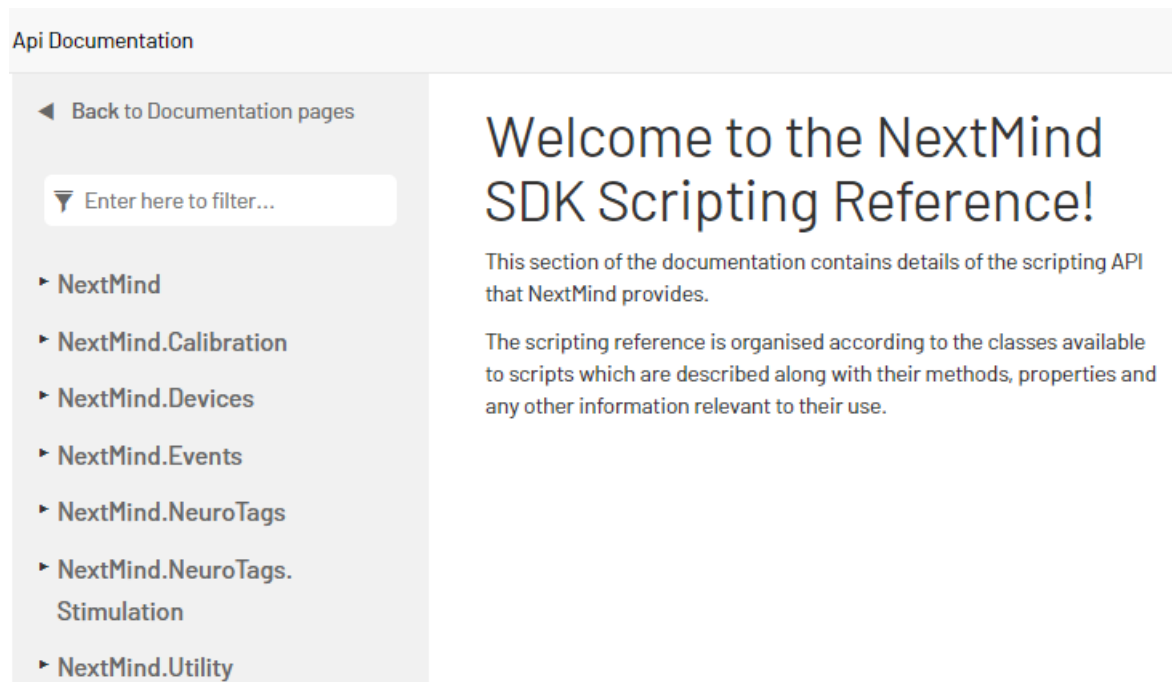 Api Documentation
Back to Documentation pages
Enter here to filter...
NextMind
NextMind.Calibration
NextMind.Devices
NextMind.Events
NextMind.NeuroTags
NextMind.NeuroTags.
Stimulation
NextMind.Utility
Welcome to the NextMind
SDK Scripting Reference!
This section of the documentation contains details of the scripting API
that NextMind provides.
The scripting reference is organised according to the classes available
to scripts which are described along with their methods, properties and
any other information relevant to their use.